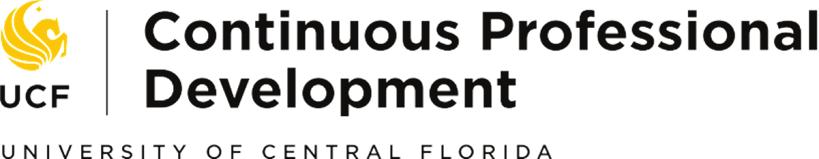 UCF
Continuous Professional
Development
UNIVERSITY OF CENTRAL FLORIDA